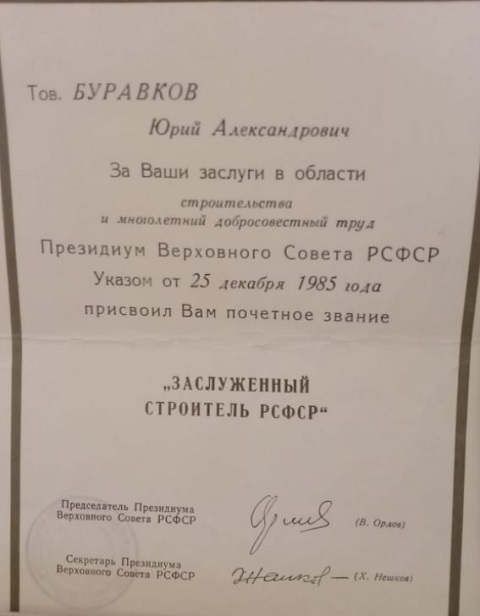 Тов. БУРАВКОВ
Юрий Александрович
За Ваши заслуги в области
строительства
и многолетний добросовестный труд
Президиум Верховного Совета РСФСР
Указом от 25 декабря 1985 года
присвоил Вам почетное звание
„ЗАСЛУЖЕННЫЙ
СТРОИТЕЛЬ РСФСР“
Председатель Президиума
Верховного Совета РСФСР
(В. Орлов)
Секретарь Президиума
Верховного Совета РСФСР
(Х. Нешков)